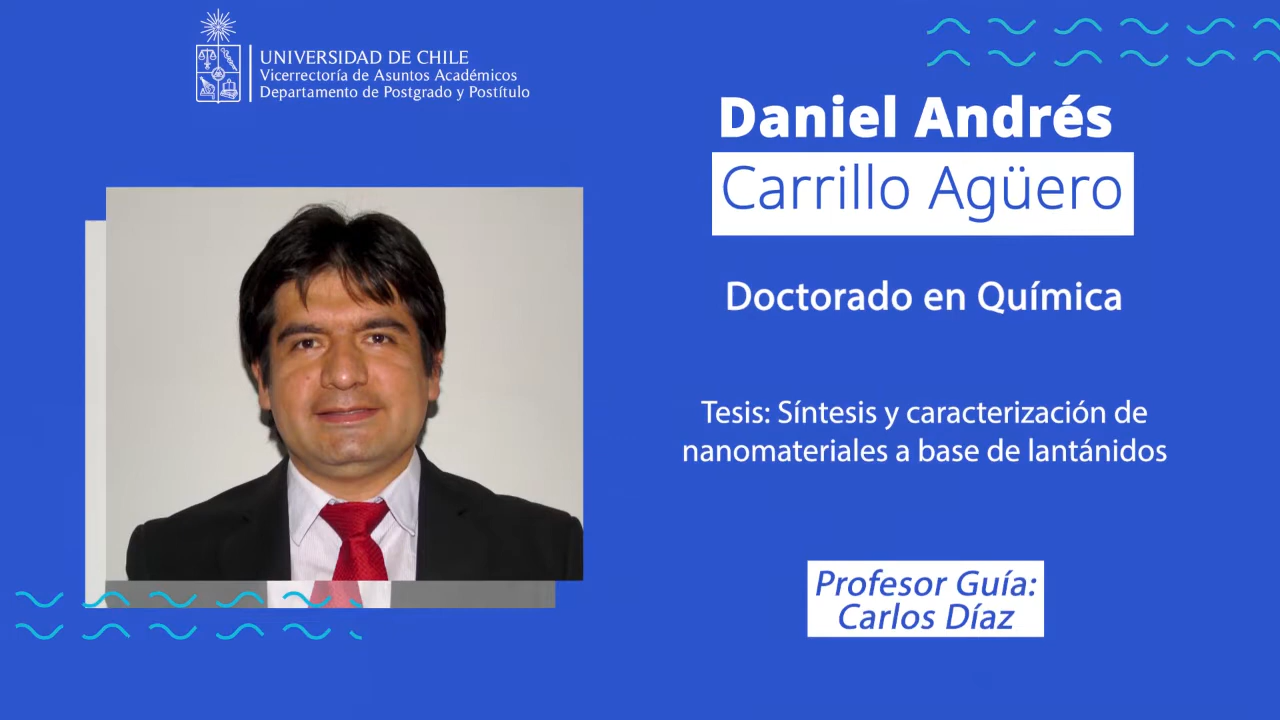 UNIVERSIDAD DE CHILE
Vicerrectoría de Asuntos Académicos
Departamento de Postgrado y Postítulo
Daniel Andrés
Carrillo Agüero
Doctorado en Química
Tesis: Síntesis y caracterización de
nanomateriales a base de lantánidos
Profesor Guía:
Carlos Díaz